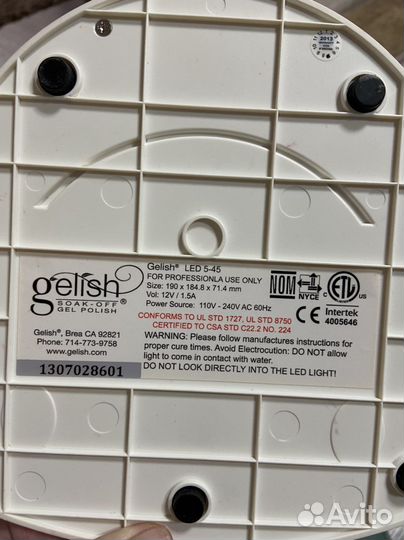 2013
gelish®
SOAK-OFF
GEL POLISH
Gelish®, Brea CA 92821
Phone: 714-773-9758
www.gelish.com
1307028601
Gelish® LED 5-45
FOR PROFESSIONLA USE ONLY
Size: 190 x 184.8 x 71.4 mm
Vol: 12V / 1.5A
Power Source: 110V - 240V AC 60Hz
CONFORMS TO UL STD 1727, UL STD 8750
CERTIFIED TO CSA STD C22.2 NO. 224
WARNING: Please follow manufactures instructions for
proper cure times. Avoid Electrocution: DO NOT allow
light to come in contact with water.
DO NOT LOOK DIRECTLY INTO THE LED LIGHT!
NOM
NYCE
CE
ETL
Intertek
4005646
Avito